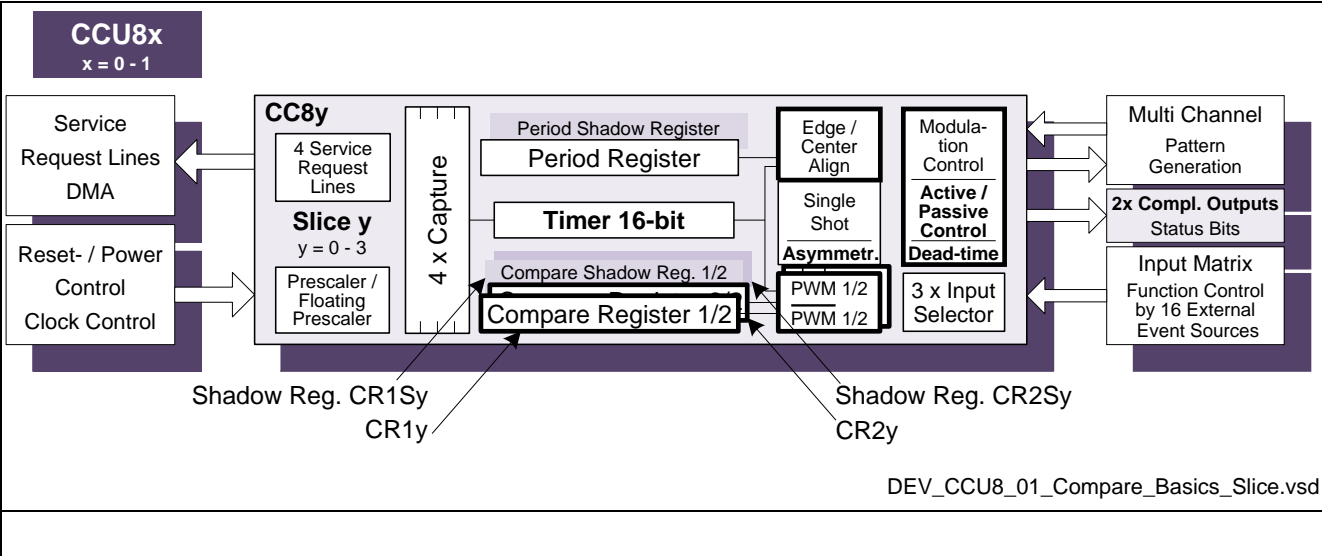 CCU8x
x = 0 - 1
Service
Request Lines
DMA
Reset- / Power
Control
Clock Control
CC8y
4 Service
Request
Lines
Slice y
y = 0 - 3
Prescaler /
Floating
Prescaler
4 x Capture
Period Shadow Register
Period Register
Timer 16-bit
Compare Shadow Reg. 1/2
Compare Register 1/2
Edge /
Center
Align
Single
Shot
Asymmetr.
PWM 1/2
PWM 1/2
Modula-
tion
Control
Active /
Passive
Control
Dead-time
3 x Input
Selector
Multi Channel
Pattern
Generation
2x Compl. Outputs
Status Bits
Input Matrix
Function Control
by 16 External
Event Sources
Shadow Reg. CR1Sy
CR1y
Shadow Reg. CR2Sy
CR2y
DEV_CCU8_01_Compare_Basics_Slice.vsd